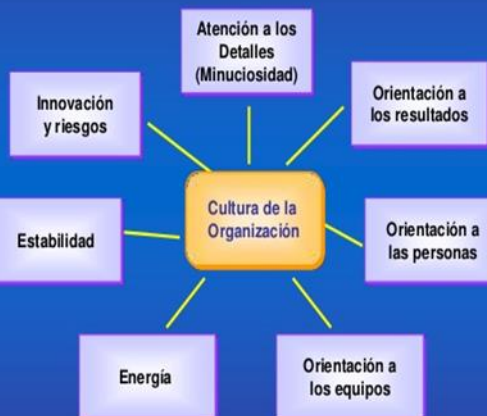 Atención a los
Detalles
(Minuciosidad)
Innovación
y riesgos
Orientación a
los resultados
Cultura de la
Organización
Estabilidad
Orientación a
las personas
Energía
Orientación a
los equipos